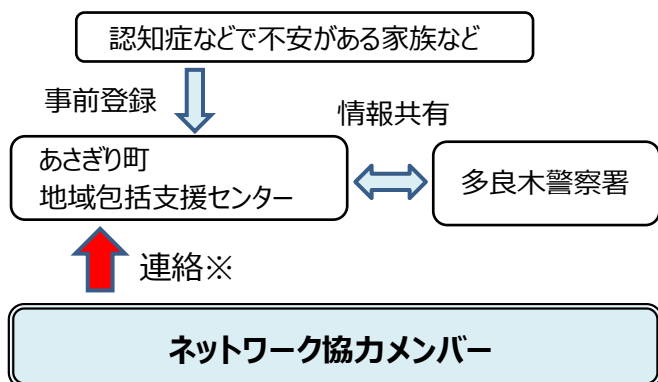 認知症などで不安がある家族など
事前登録
情報共有
あさぎり町
地域包括支援センター
多良木警察署
連絡※
ネットワーク協力メンバー